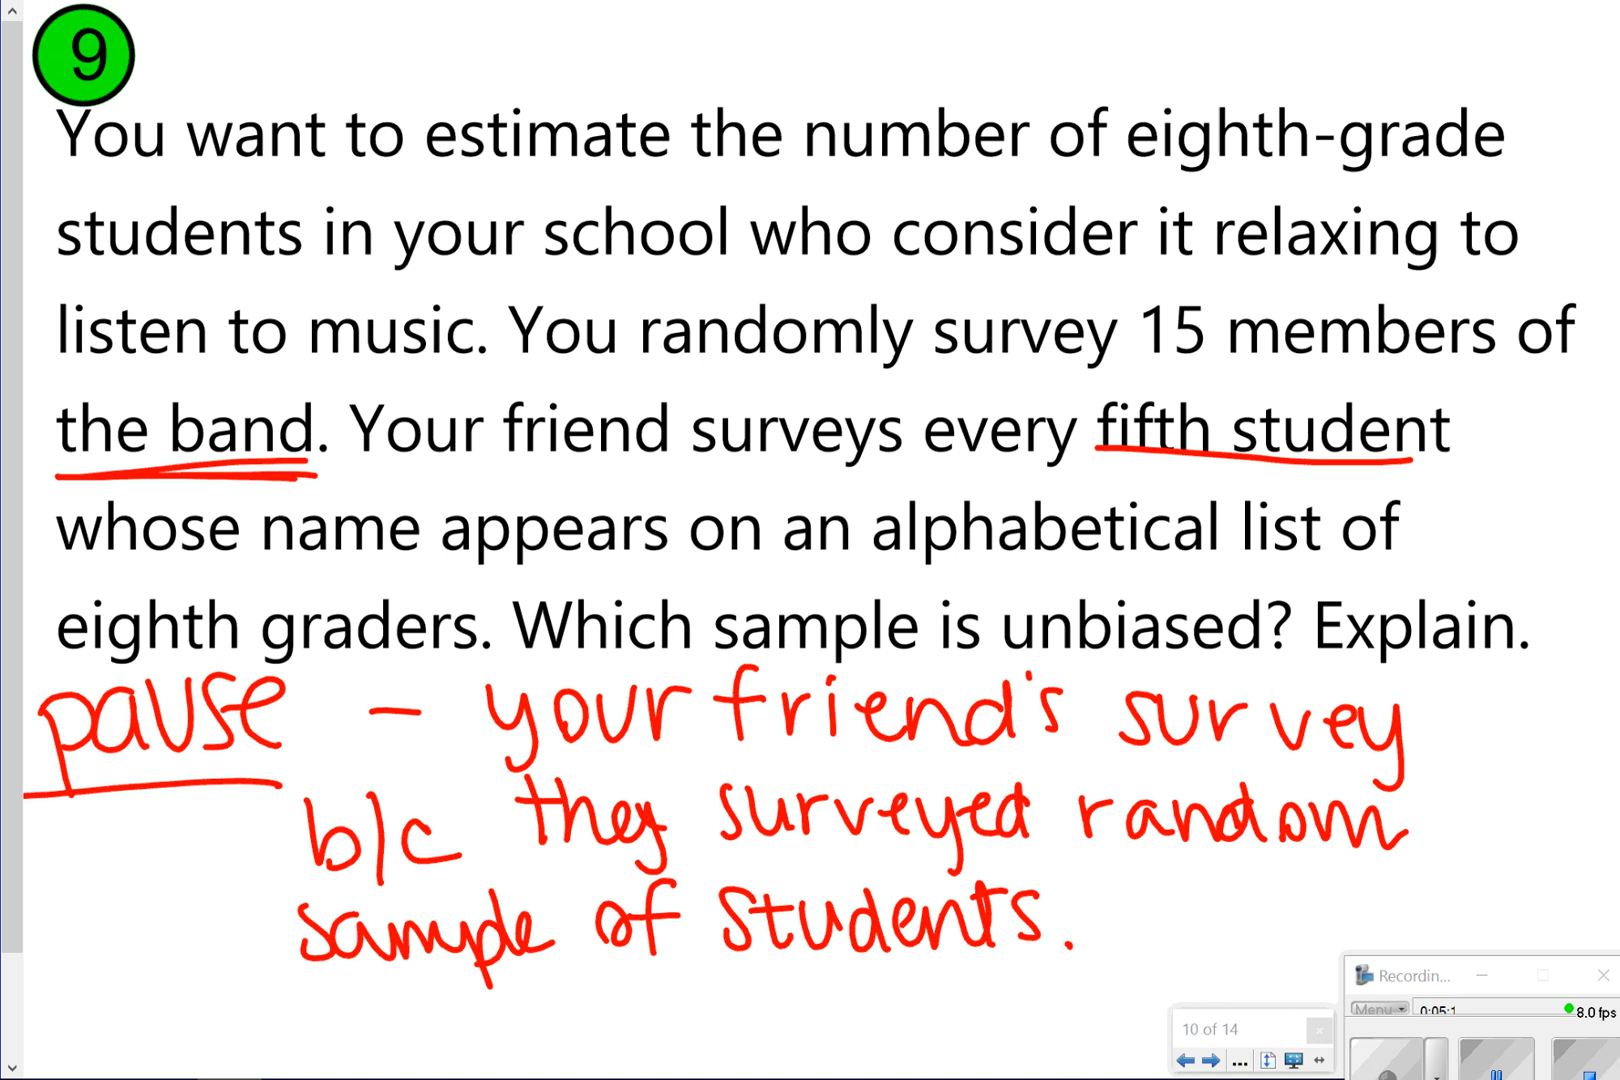 9
You want to estimate the number of eighth-grade
students in your school who consider it relaxing to
listen to music. You randomly survey 15 members of
the band. Your friend surveys every fifth student
whose name appears on an alphabetical list of
eighth graders. Which sample is unbiased? Explain.
pause - your friend's survey
b/c they surveyed random
sample of students.
Recordin...
Menu 0:05:1 8.0 fps
10 of 14